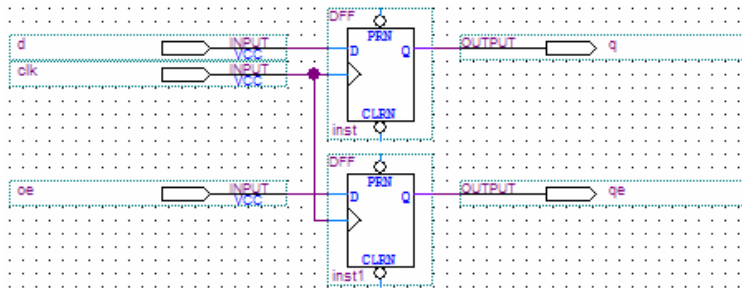 DFF
PRN
d INPUT VCC D Q OUTPUT q
clk INPUT VCC
CLRN
inst
DFF
PRN
oe INPUT VCC D Q OUTPUT qe
CLRN
inst1